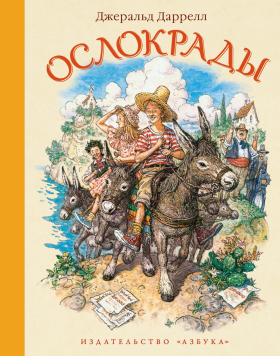 Джеральд Даррелл
ОСЛОКРАДЫ
ИЗДАТЕЛЬСТВО «АЗБУКА»